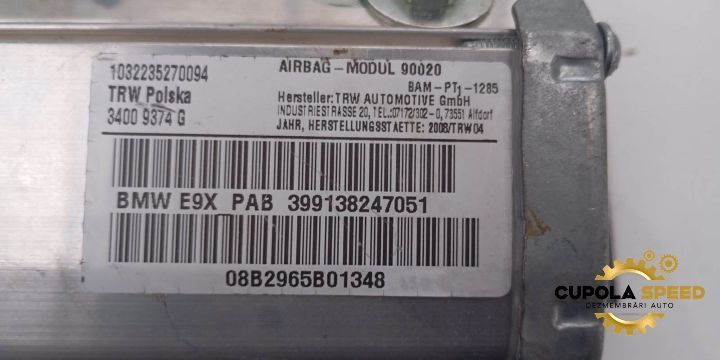 1032235270094
TRW Polska
3400 9374 G
AIRBAG-MODUL 90020
BAM-PT1-1285
Hersteller: TRW AUTOMOTIVE GmbH
INDUSTRIESTRASSE 20, TEL.:07172/302-0, 73551 Alfdorf
JAHR, HERSTELLUNGSSTAETTE: 2008/TRW04
BMW E9X PAB 399138247051
08B2965B01348
CUPOLA SPEED
DEZMEMBRĂRI AUTO